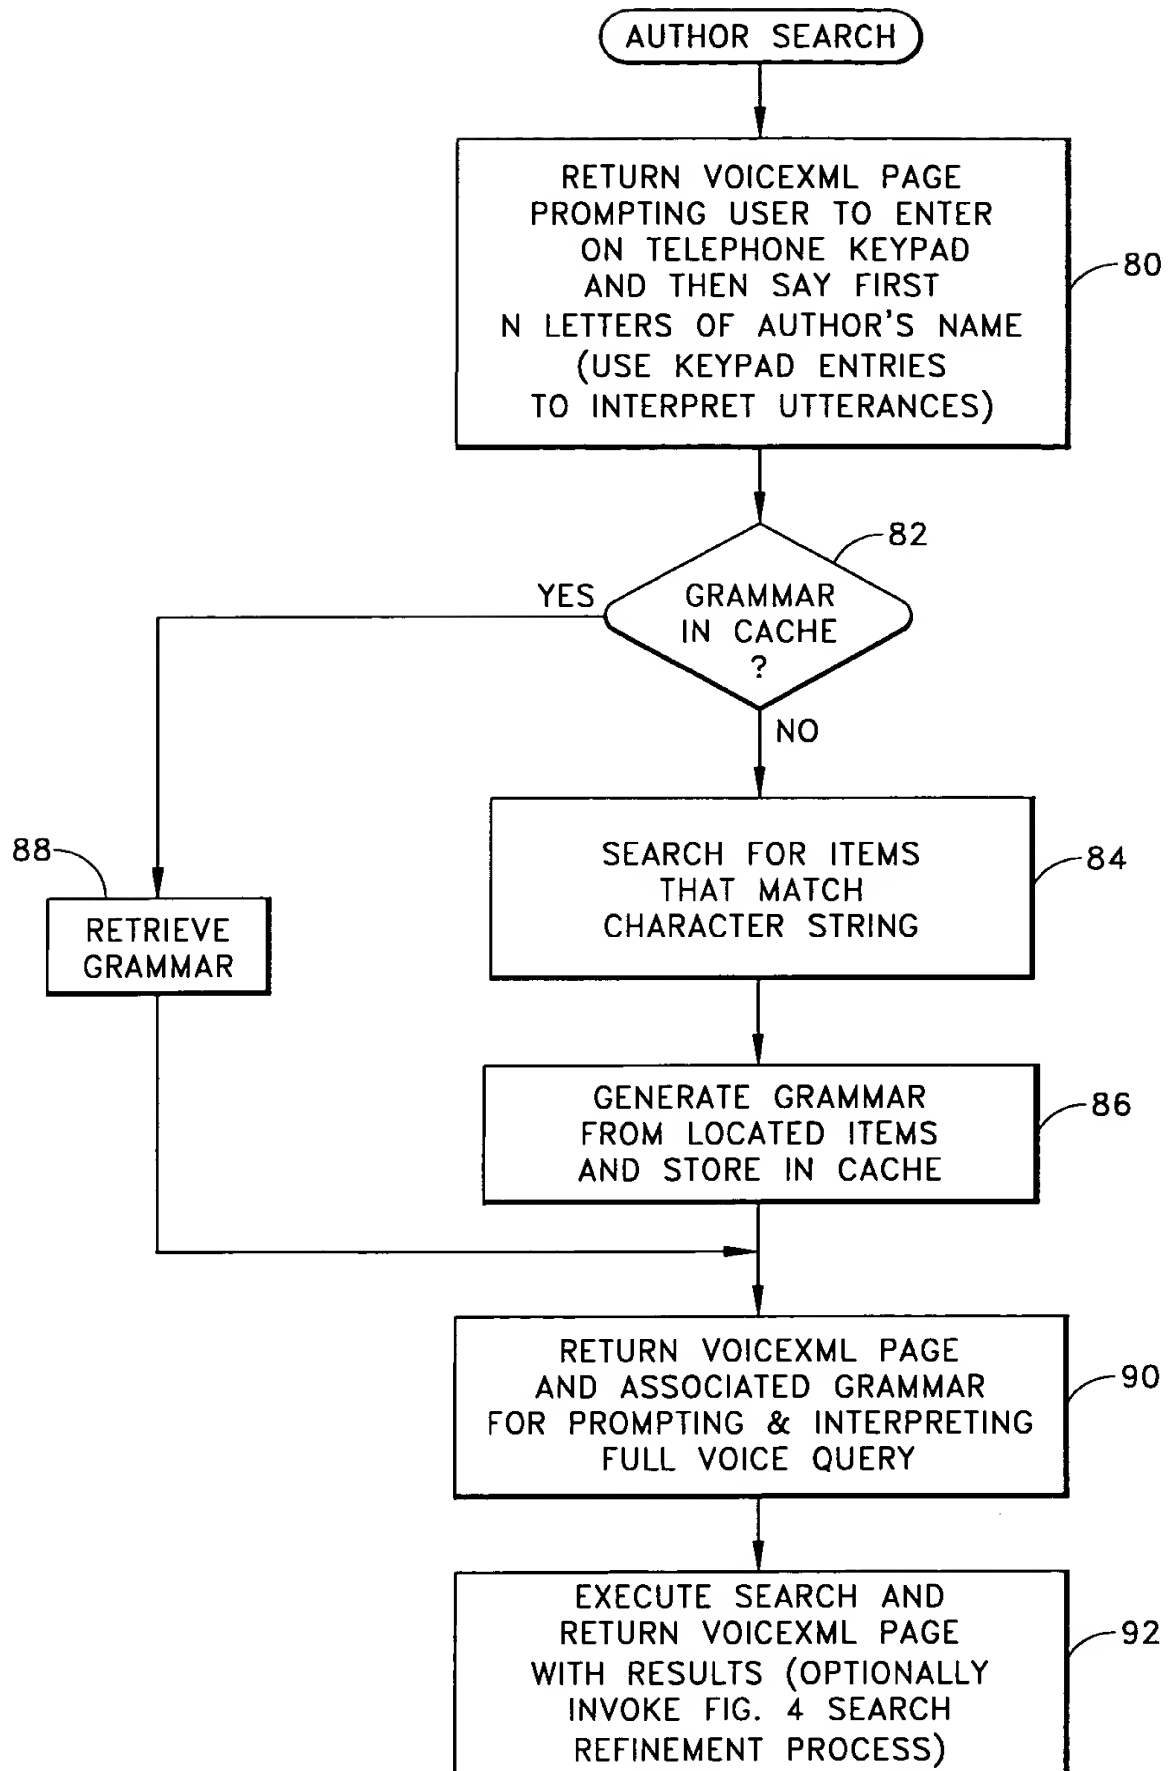 AUTHOR SEARCH
RETURN VOICEXML PAGE
PROMPTING USER TO ENTER
ON TELEPHONE KEYPAD
AND THEN SAY FIRST
N LETTERS OF AUTHOR'S NAME
(USE KEYPAD ENTRIES
TO INTERPRET UTTERANCES)
80
82
GRAMMAR
IN CACHE
?
YES
NO
88
RETRIEVE
GRAMMAR
SEARCH FOR ITEMS
THAT MATCH
CHARACTER STRING
84
GENERATE GRAMMAR
FROM LOCATED ITEMS
AND STORE IN CACHE
86
RETURN VOICEXML PAGE
AND ASSOCIATED GRAMMAR
FOR PROMPTING & INTERPRETING
FULL VOICE QUERY
90
EXECUTE SEARCH AND
RETURN VOICEXML PAGE
WITH RESULTS (OPTIONALLY
INVOKE FIG. 4 SEARCH
REFINEMENT PROCESS)
92